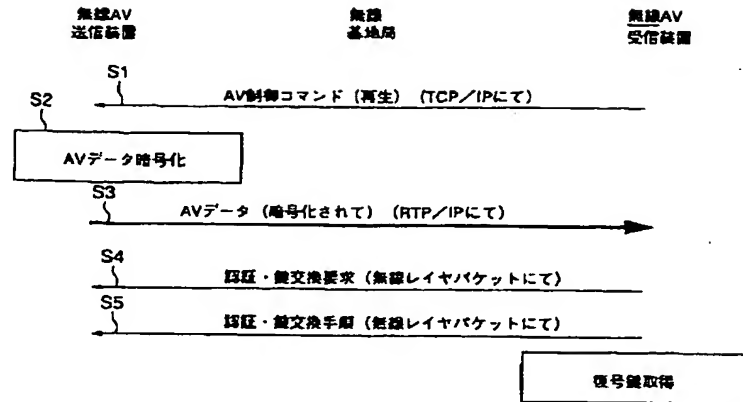 無線AV 無線 無線AV
送信装置 基地局 受信装置
S1
AV制御コマンド（再生）（TCP／IPにて）
S2
AVデータ暗号化
S3
AVデータ（暗号化されて）（RTP／IPにて）
S4
認証・鍵交換要求（無線レイヤパケットにて）
S5
認証・鍵交換手順（無線レイヤパケットにて）
復号鍵取得